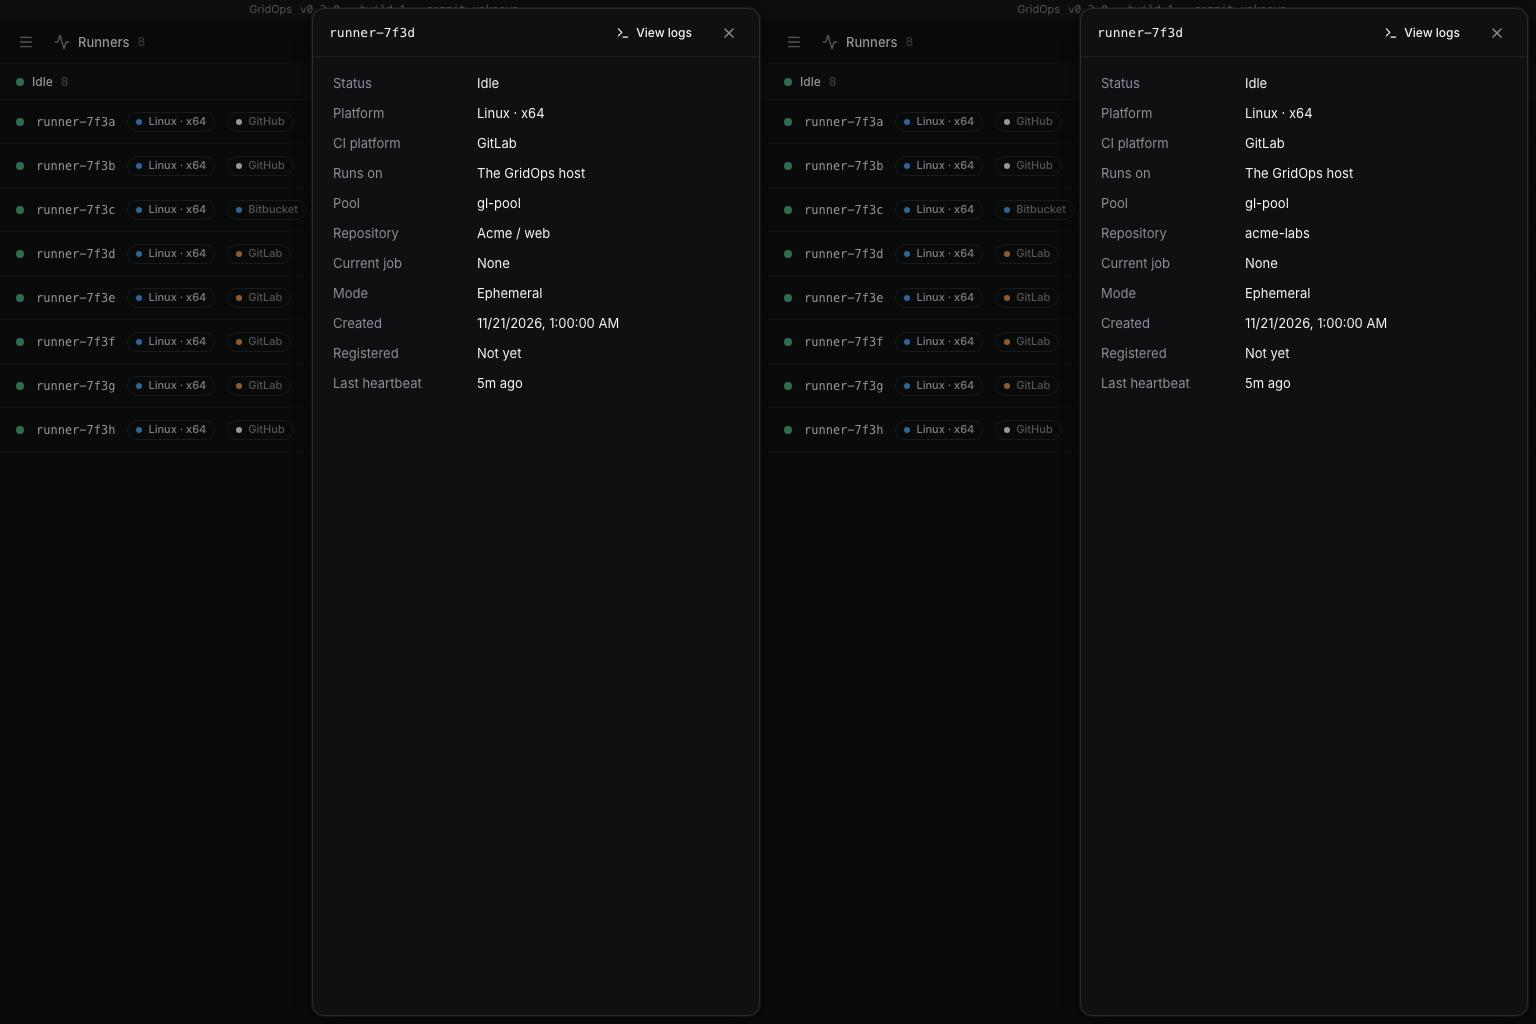 GridOps
Runners 8
Idle 8
runner-7f3a Linux · x64 GitHub
runner-7f3b Linux · x64 GitHub
runner-7f3c Linux · x64 Bitbucket
runner-7f3d Linux · x64 GitLab
runner-7f3e Linux · x64 GitLab
runner-7f3f Linux · x64 GitLab
runner-7f3g Linux · x64 GitLab
runner-7f3h Linux · x64 GitHub
runner-7f3d View logs
Status Idle
Platform Linux · x64
CI platform GitLab
Runs on The GridOps host
Pool gl-pool
Repository Acme / web
Current job None
Mode Ephemeral
Created 11/21/2026, 1:00:00 AM
Registered Not yet
Last heartbeat 5m ago
GridOps
Runners 8
Idle 8
runner-7f3a Linux · x64 GitHub
runner-7f3b Linux · x64 GitHub
runner-7f3c Linux · x64 Bitbucket
runner-7f3d Linux · x64 GitLab
runner-7f3e Linux · x64 GitLab
runner-7f3f Linux · x64 GitLab
runner-7f3g Linux · x64 GitLab
runner-7f3h Linux · x64 GitHub
runner-7f3d View logs
Status Idle
Platform Linux · x64
CI platform GitLab
Runs on The GridOps host
Pool gl-pool
Repository acme-labs
Current job None
Mode Ephemeral
Created 11/21/2026, 1:00:00 AM
Registered Not yet
Last heartbeat 5m ago